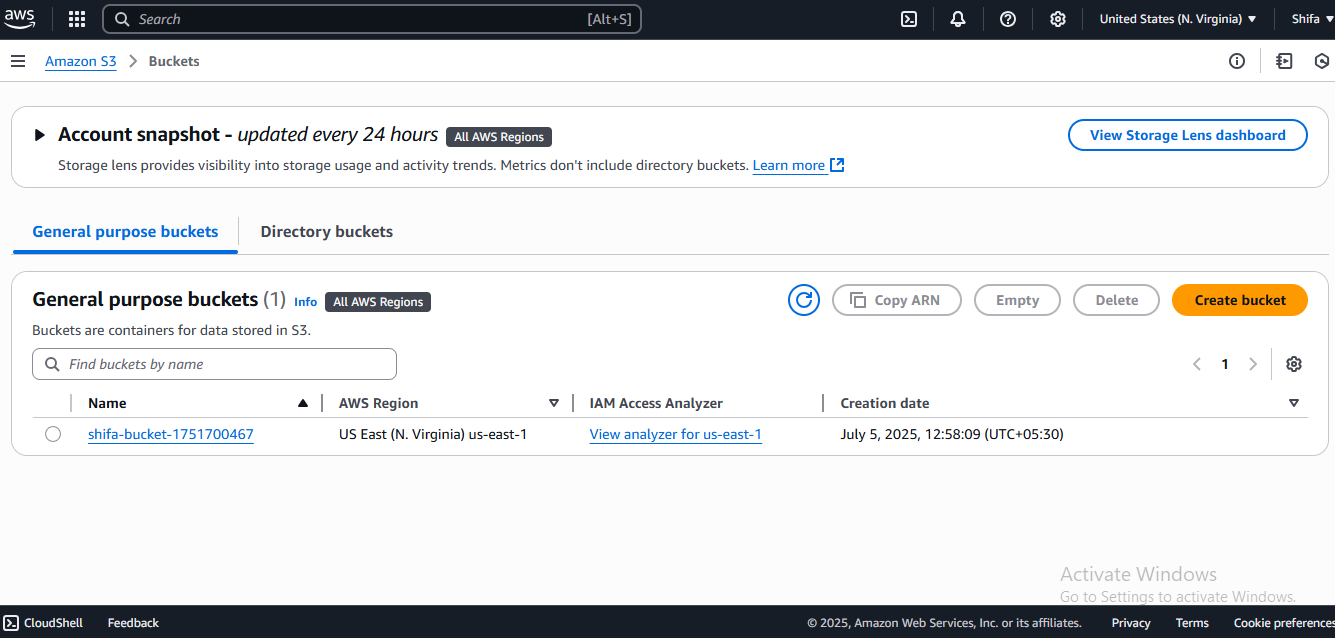 aws Search [Alt+S] United States (N. Virginia) Shifa
Amazon S3 Buckets
Account snapshot - updated every 24 hours All AWS Regions View Storage Lens dashboard
Storage lens provides visibility into storage usage and activity trends. Metrics don't include directory buckets. Learn more
General purpose buckets Directory buckets
General purpose buckets (1) Info All AWS Regions Copy ARN Empty Delete Create bucket
Buckets are containers for data stored in S3.
Find buckets by name 1
Name AWS Region IAM Access Analyzer Creation date
shifa-bucket-1751700467 US East (N. Virginia) us-east-1 View analyzer for us-east-1 July 5, 2025, 12:58:09 (UTC+05:30)
Activate Windows
Go to Settings to activate Windows.
CloudShell Feedback © 2025, Amazon Web Services, Inc. or its affiliates. Privacy Terms Cookie preferences